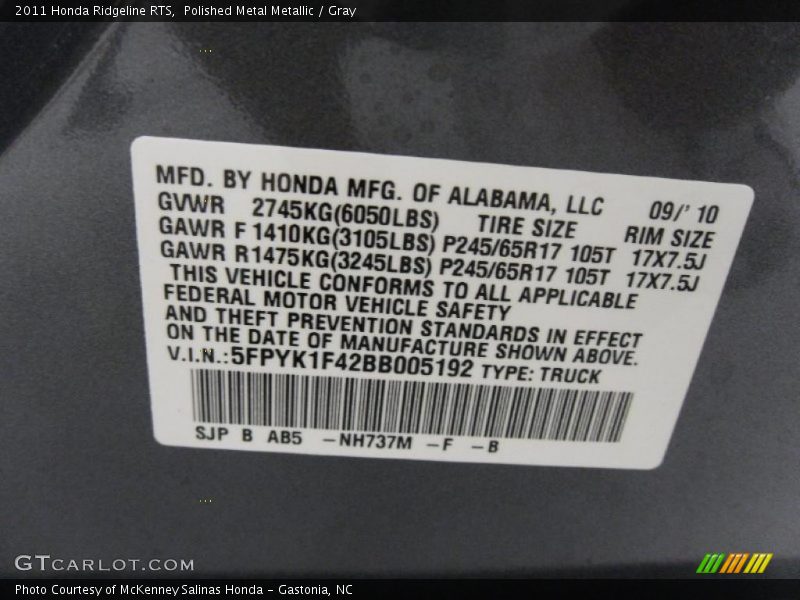 2011 Honda Ridgeline RTS,  Polished Metal Metallic / Gray
MFD. BY HONDA MFG. OF ALABAMA, LLC 09/' 10
GVWR 2745KG(6050LBS) TIRE SIZE RIM SIZE
GAWR F 1410KG(3105LBS) P245/65R17 105T 17X7.5J
GAWR R1475KG(3245LBS) P245/65R17 105T 17X7.5J
THIS VEHICLE CONFORMS TO ALL APPLICABLE
FEDERAL MOTOR VEHICLE SAFETY
AND THEFT PREVENTION STANDARDS IN EFFECT
ON THE DATE OF MANUFACTURE SHOWN ABOVE.
V.I.N.:5FPYK1F42BB005192 TYPE: TRUCK
SJP B AB5 -NH737M -F -B
GTCARLOT.COM
Photo Courtesy of McKenney Salinas Honda - Gastonia, NC